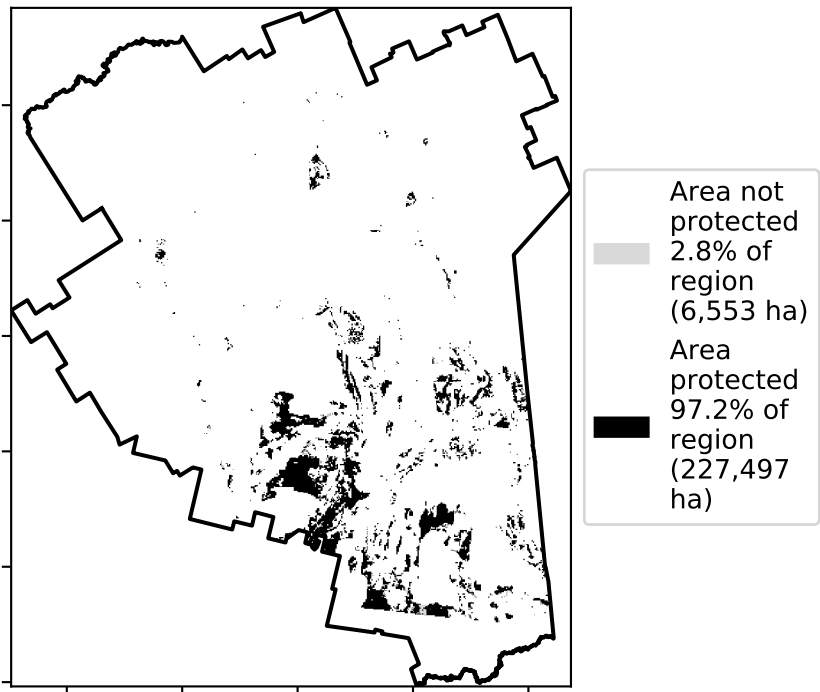 Area not
protected
2.8% of
region
(6,553 ha)
Area
protected
97.2% of
region
(227,497
ha)